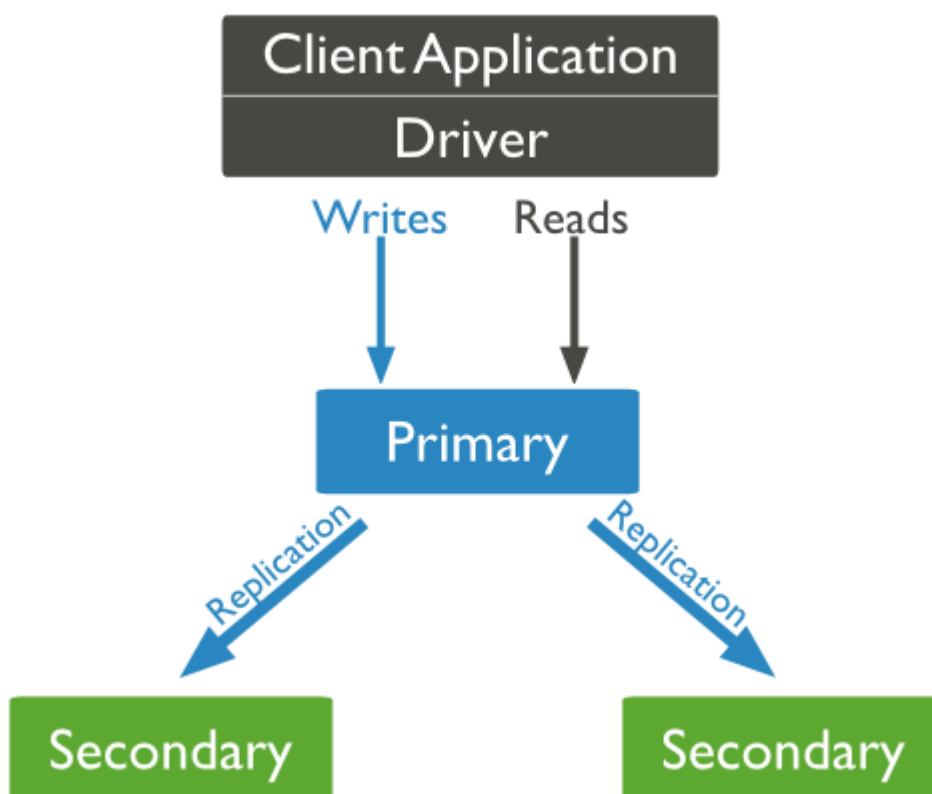 Client Application
Driver
Writes
Reads
Primary
Replication
Replication
Secondary
Secondary